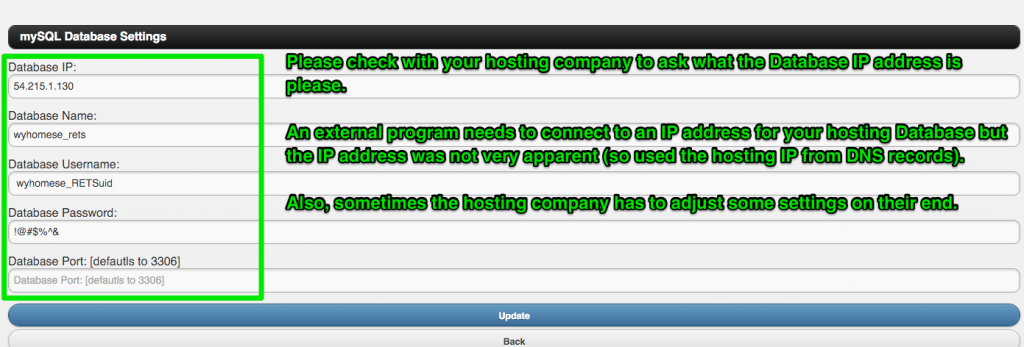 mySQL Database Settings
Database IP:
54.215.1.130
Please check with your hosting company to ask what the Database IP address is
please.
Database Name:
wyhomese_rets
An external program needs to connect to an IP address for your hosting Database but
the IP address was not very apparent (so used the hosting IP from DNS records).
Database Username:
wyhomese_RETSuid
Also, sometimes the hosting company has to adjust some settings on their end.
Database Password:
!@#$%^&
Database Port: [defautls to 3306]
Database Port: [defautls to 3306]
Update
Back